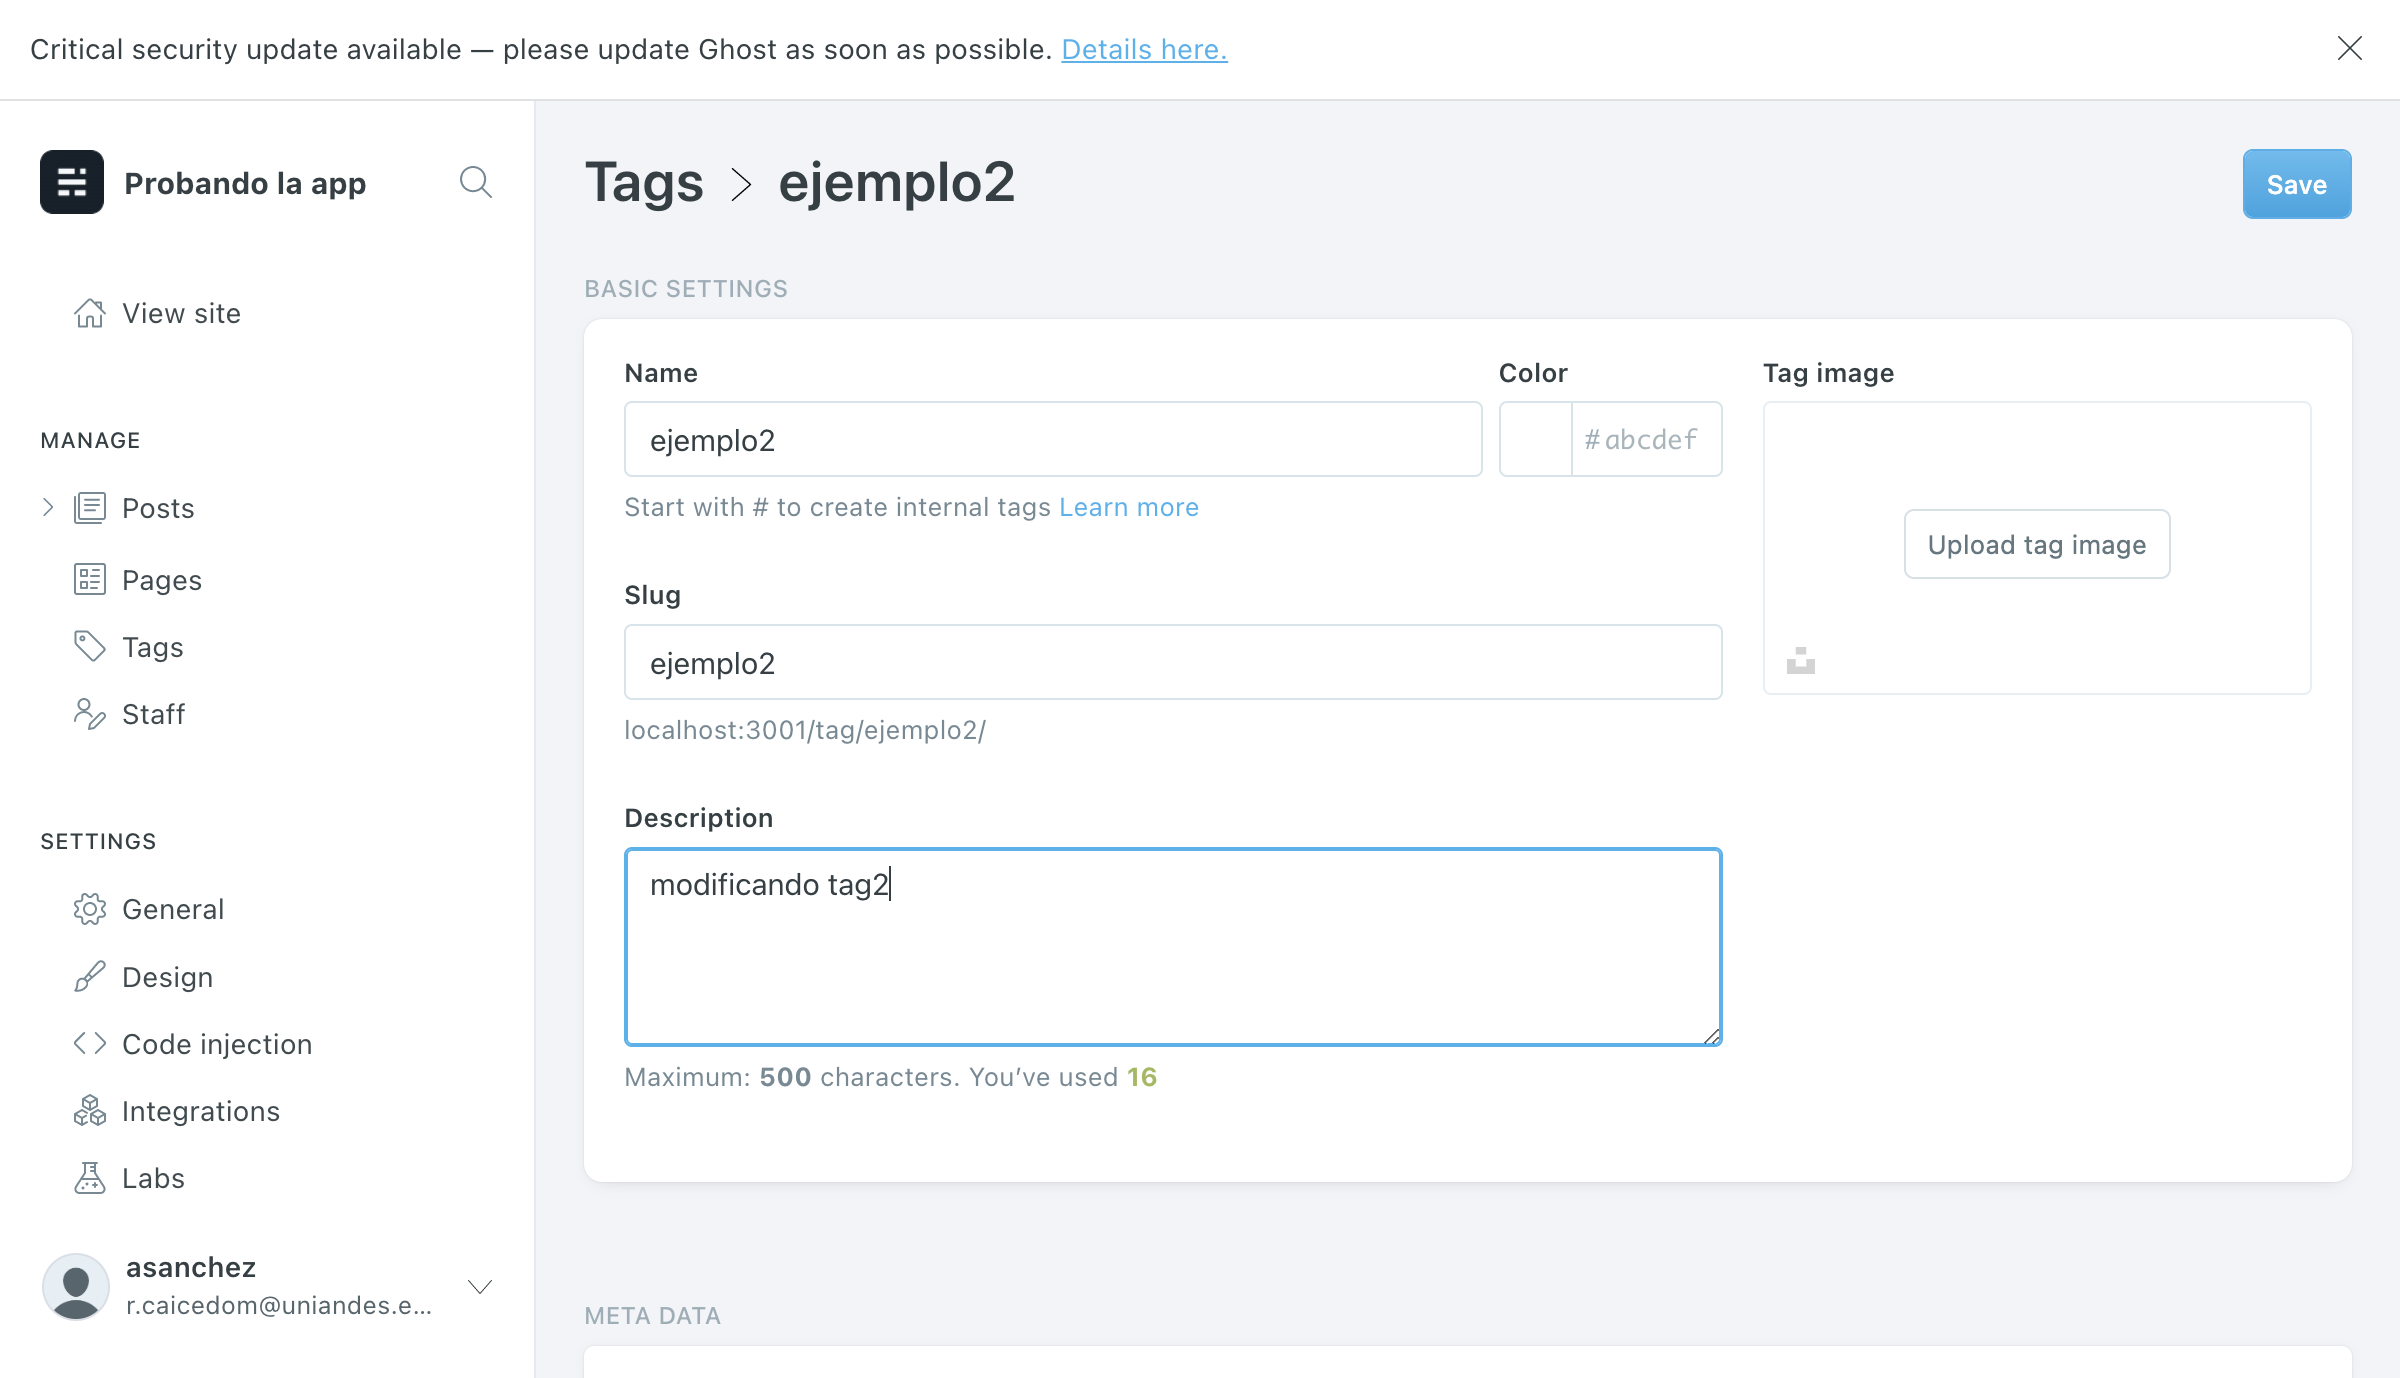 Critical security update available — please update Ghost as soon as possible. Details here.
Probando la app
View site
MANAGE
Posts
Pages
Tags
Staff
SETTINGS
General
Design
Code injection
Integrations
Labs
asanchez
r.caicedom@uniandes.e...
Tags > ejemplo2
Save
BASIC SETTINGS
Name
ejemplo2
Start with # to create internal tags Learn more
Color
#abcdef
Tag image
Upload tag image
Slug
ejemplo2
localhost:3001/tag/ejemplo2/
Description
modificando tag2
Maximum: 500 characters. You’ve used 16
META DATA